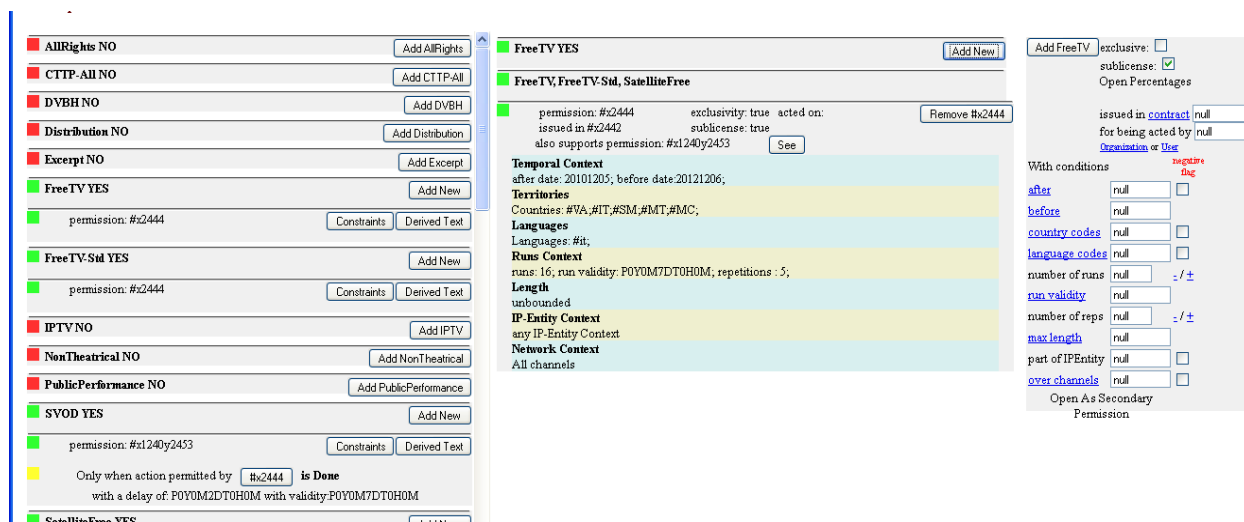 AllRights NO
Add AllRights
CTTP-All NO
Add CTTP-All
DVBH NO
Add DVBH
Distribution NO
Add Distribution
Excerpt NO
Add Excerpt
FreeTV YES
Add New
permission: #x2444
Constraints
Derived Text
FreeTV-Std YES
Add New
permission: #x2444
Constraints
Derived Text
IPTV NO
Add IPTV
NonTheatrical NO
Add NonTheatrical
PublicPerformance NO
Add PublicPerformance
SVOD YES
Add New
permission: #x1240y2453
Constraints
Derived Text
Only when action permitted by #x2444 is Done
with a delay of: P0Y0M2DT0H0M with validity:P0Y0M7DT0H0M
SatelliteFree YES
Add New
FreeTV YES
Add New
FreeTV, FreeTV-Std, SatelliteFree
permission: #x2444 exclusivity: true acted on:
Remove #x2444
issued in #x2442 sublicense: true
also supports permission: #x1240y2453 See
Temporal Context
after date: 20101205; before date:20121206;
Territories
Countries: #VA;#IT;#SM;#MT;#MC;
Languages
Languages: #it;
Runs Context
runs: 16; run validity: P0Y0M7DT0H0M; repetitions : 5;
Length
unbounded
IP-Entity Context
any IP-Entity Context
Network Context
All channels
Add FreeTV exclusive:
sublicense:
Open Percentages
issued in contract null
for being acted by null
Organization or User
With conditions
negative
flag
after null
before null
country codes null
language codes null
number of runs null - / +
run validity null
number of reps null - / +
max length null
part of IPEntity null
over channels null
Open As Secondary
Permission